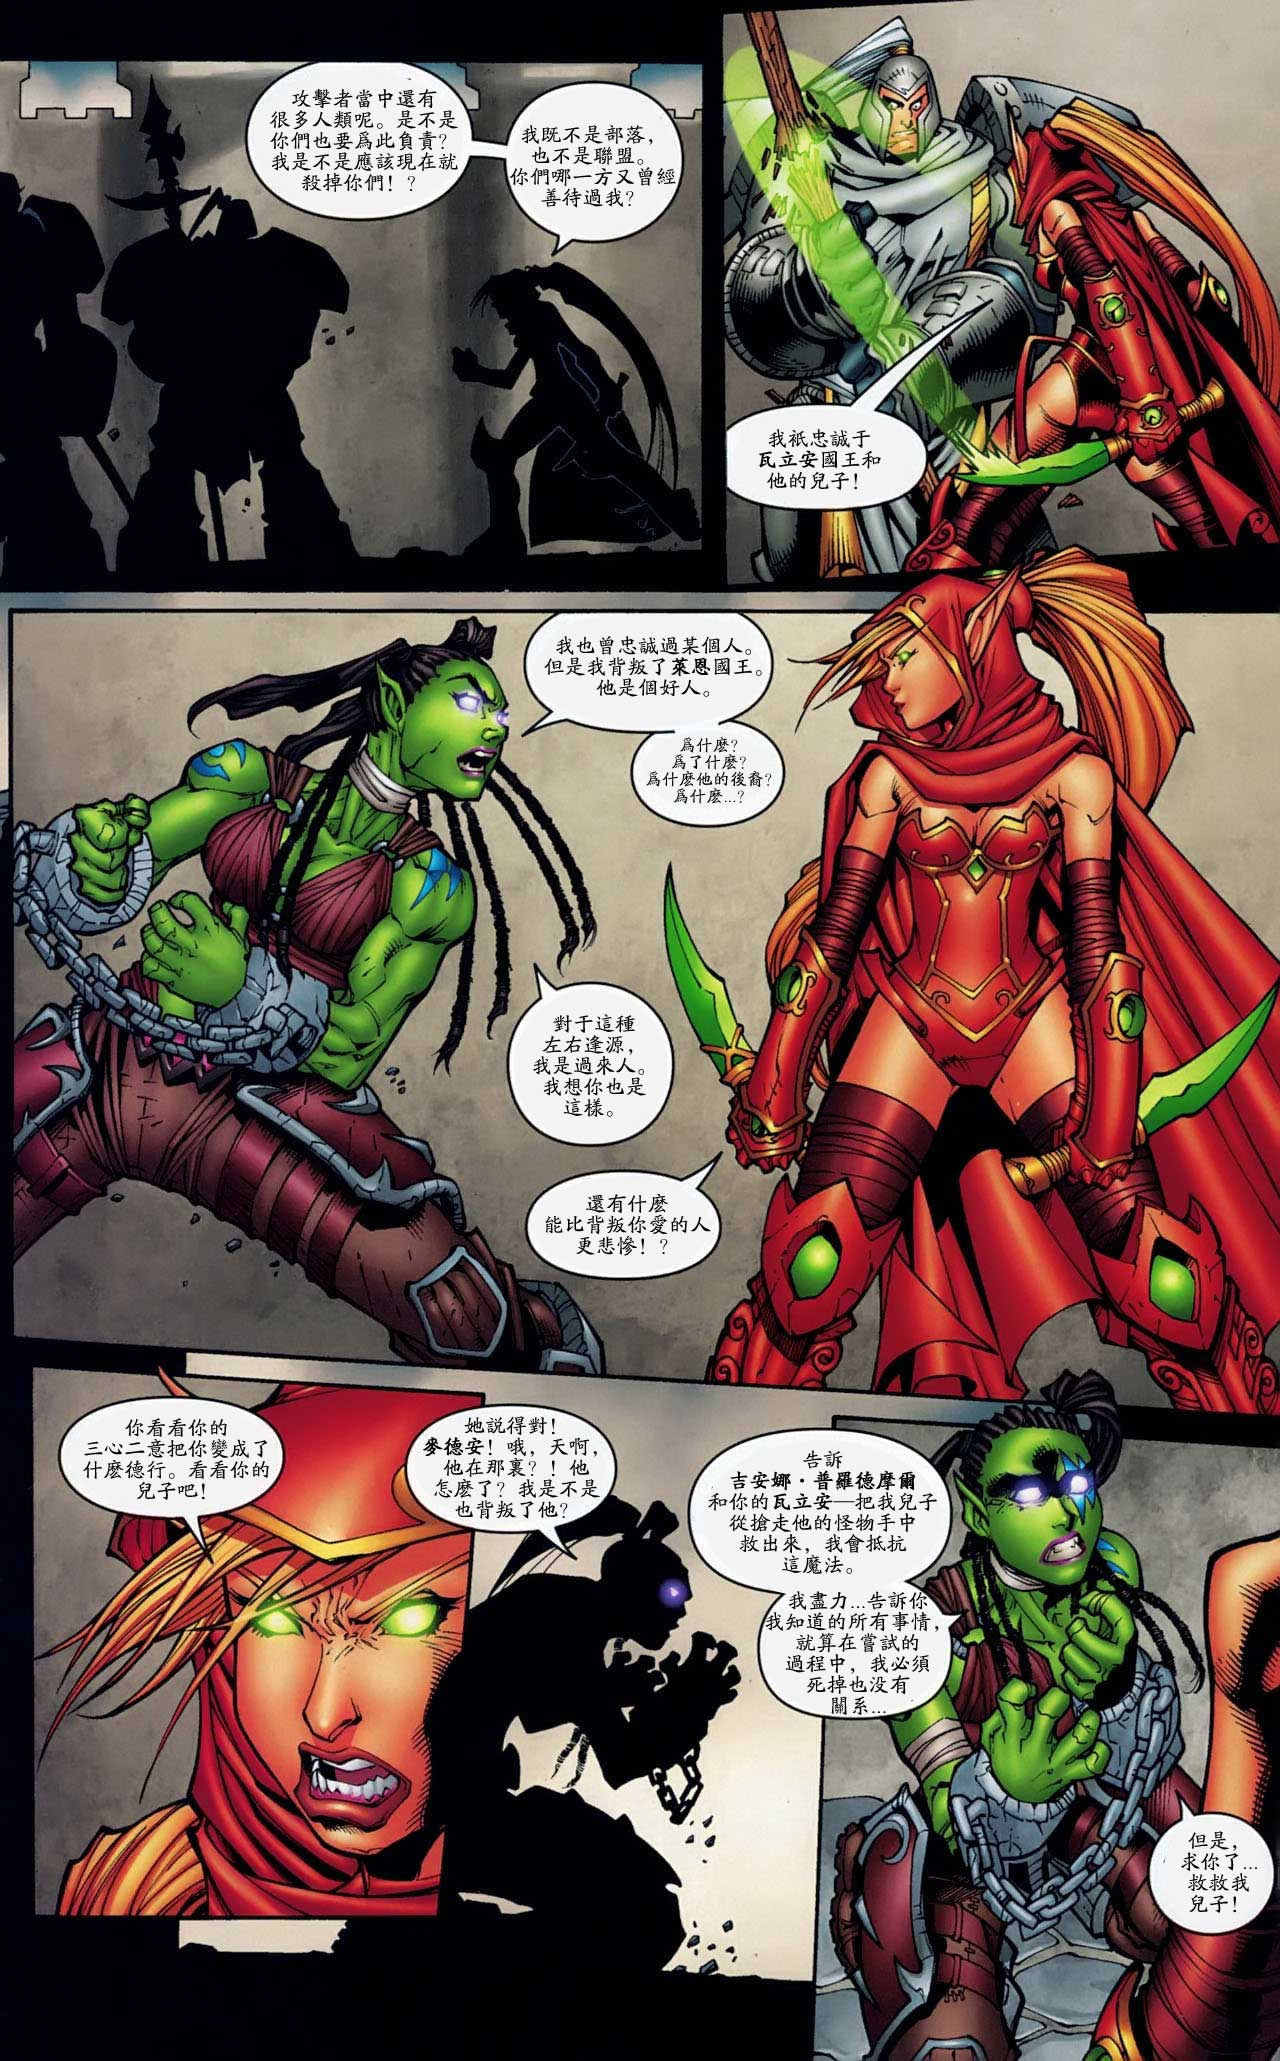 攻擊者當中還有
很多人類呢。是不是
你們也要爲此負責?
我是不是應該現在就
殺掉你們!?
我既不是部落,
也不是聯盟。
你們哪一方又曾經
善待過我?
我衹忠誠于
瓦立安國王和
他的兒子!
我也曾忠誠過某個人。
但是我背叛了萊恩國王。
他是個好人。
爲什麽?
爲了什麽?
爲什麽他的後裔?
爲什麽...?
對于這種
左右逢源,
我是過來人。
我想你也是
這樣。
還有什麽
能比背叛你愛的人
更悲慘!?
你看看你的
三心二意把你變成了
什麽德行。看看你的
兒子吧!
她説得對!
麥德安!哦,天啊,
他在那裏?!他
怎麽了?我是不是
也背叛了他?
告訴
吉安娜·普羅德摩爾
和你的瓦立安—把我兒子
從搶走他的怪物手中
救出來,我會抵抗
這魔法。
我盡力...告訴你
我知道的所有事情,
就算在嘗試的
過程中,我必須
死掉也没有
關系...
但是,
求你了...
救救我
兒子!